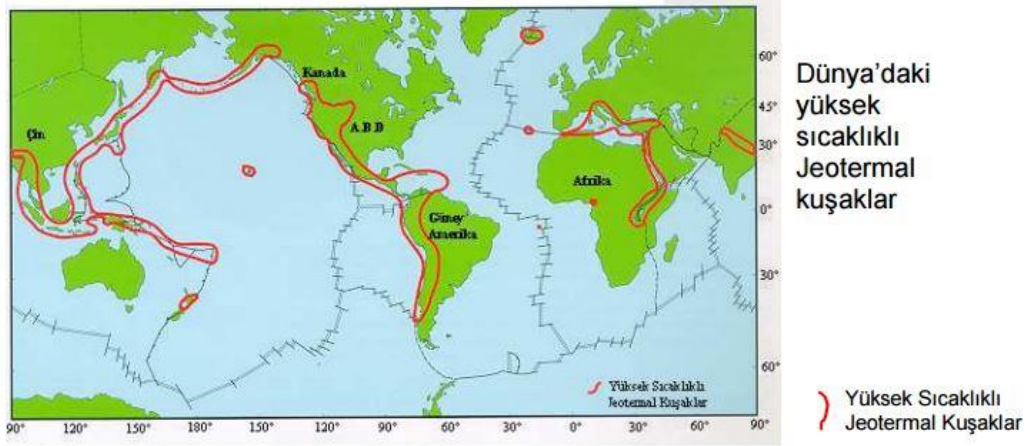 Kanada
Çin
A.B.D
Afrika
Güney
Amerika
60°
45°
30°
15°
0°
30°
60°
90°
120°
150°
180°
150°
120°
90°
60°
30°
0°
30°
60°
90°
Yüksek Sıcaklıklı
Jeotermal Kuşaklar
Dünya’daki
yüksek
sıcaklıklı
Jeotermal
kuşaklar
Yüksek Sıcaklıklı
Jeotermal Kuşaklar